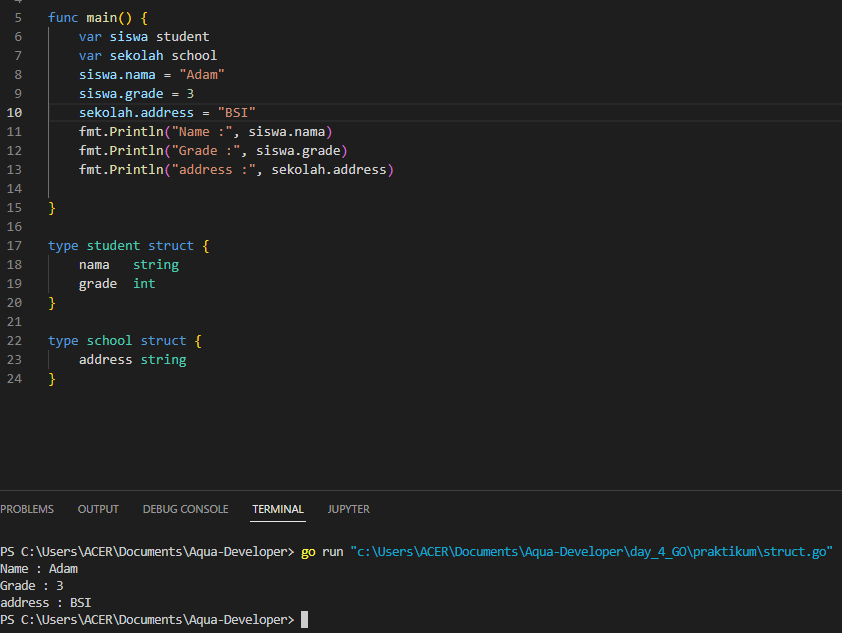 5 func main() {
6 var siswa student
7 var sekolah school
8 siswa.nama = "Adam"
9 siswa.grade = 3
10 sekolah.address = "BSI"
11 fmt.Println("Name :", siswa.nama)
12 fmt.Println("Grade :", siswa.grade)
13 fmt.Println("address :", sekolah.address)
14
15 }
16
17 type student struct {
18 nama string
19 grade int
20 }
21
22 type school struct {
23 address string
24 }
PROBLEMS OUTPUT DEBUG CONSOLE TERMINAL JUPYTER
PS C:\Users\ACER\Documents\Aqua-Developer> go run "c:\Users\ACER\Documents\Aqua-Developer\day_4_GO\praktikum\struct.go"
Name : Adam
Grade : 3
address : BSI
PS C:\Users\ACER\Documents\Aqua-Developer>